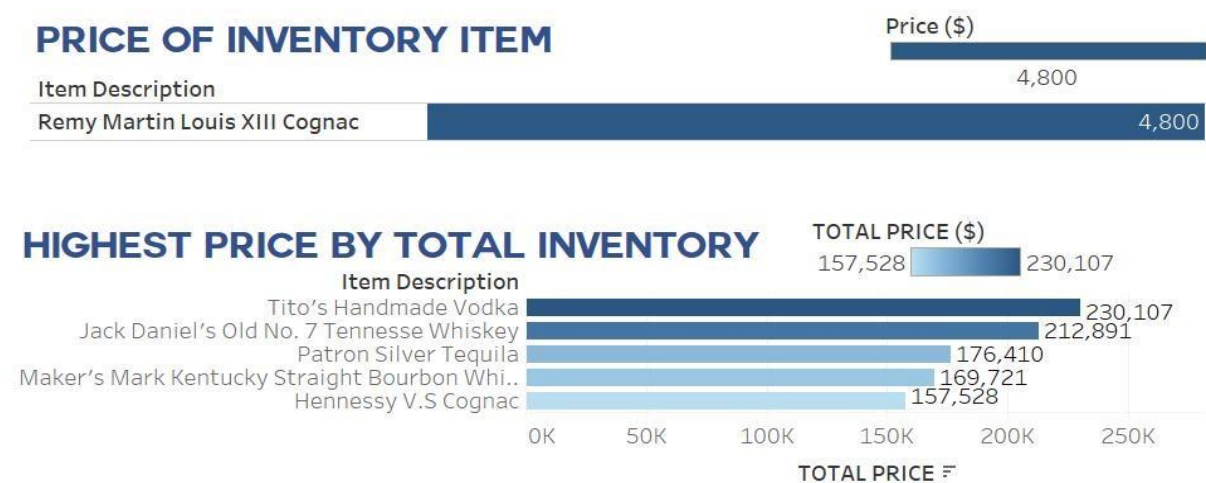 PRICE OF INVENTORY ITEM
Price ($)
4,800
Item Description
Remy Martin Louis XIII Cognac 4,800
HIGHEST PRICE BY TOTAL INVENTORY
TOTAL PRICE ($)
157,528 230,107
Item Description
Tito's Handmade Vodka 230,107
Jack Daniel's Old No. 7 Tennesse Whiskey 212,891
Patron Silver Tequila 176,410
Maker's Mark Kentucky Straight Bourbon Whi.. 169,721
Hennessy V.S Cognac 157,528
0K 50K 100K 150K 200K 250K
TOTAL PRICE